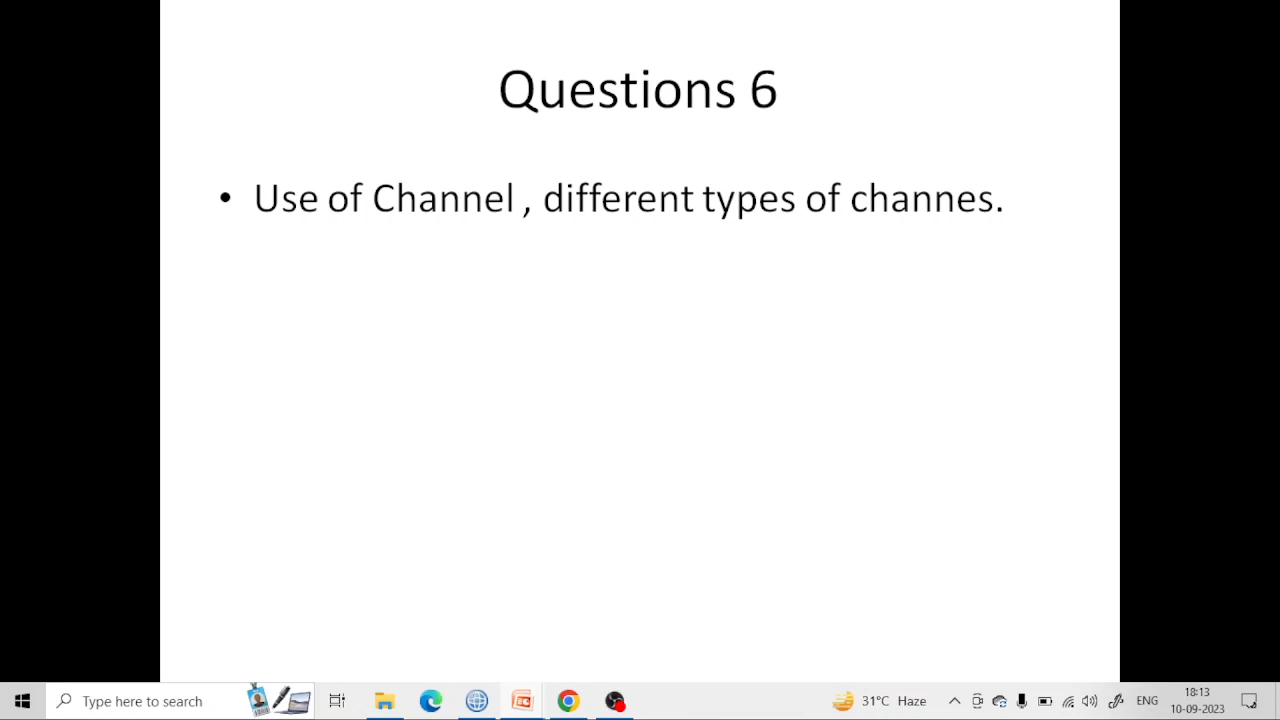 Questions 6
• Use of Channel , different types of channes.
Type here to search
31°C Haze
ENG
18:13
10-09-2023